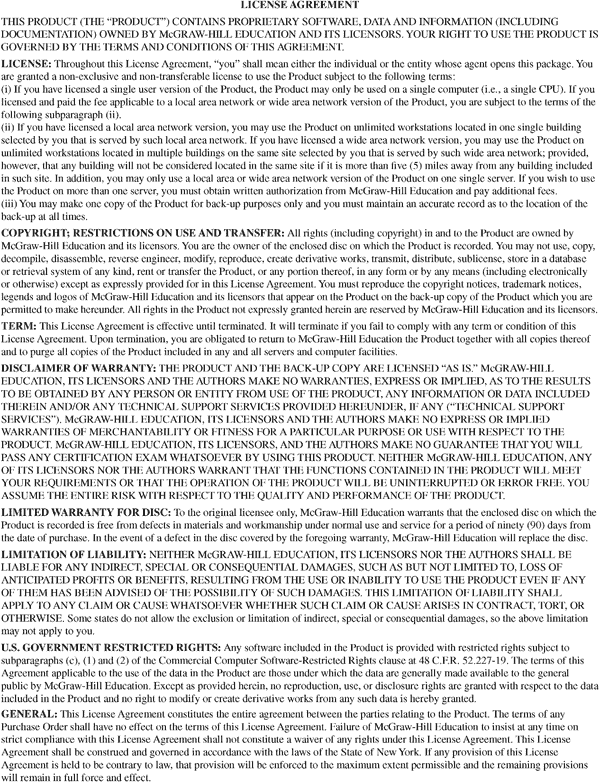 LICENSE AGREEMENT
THIS PRODUCT (THE “PRODUCT”) CONTAINS PROPRIETARY SOFTWARE, DATA AND INFORMATION (INCLUDING
DOCUMENTATION) OWNED BY McGRAW-HILL EDUCATION AND ITS LICENSORS. YOUR RIGHT TO USE THE PRODUCT IS
GOVERNED BY THE TERMS AND CONDITIONS OF THIS AGREEMENT.
LICENSE: Throughout this License Agreement, “you” shall mean either the individual or the entity whose agent opens this package. You
are granted a non-exclusive and non-transferable license to use the Product subject to the following terms:
(i) If you have licensed a single user version of the Product, the Product may only be used on a single computer (i.e., a single CPU). If you
licensed and paid the fee applicable to a local area network or wide area network version of the Product, you are subject to the terms of the
following subparagraph (ii).
(ii) If you have licensed a local area network version, you may use the Product on unlimited workstations located in one single building
selected by you that is served by such local area network. If you have licensed a wide area network version, you may use the Product on
unlimited workstations located in multiple buildings on the same site selected by you that is served by such wide area network; provided,
however, that any building will not be considered located in the same site if it is more than five (5) miles away from any building included
in such site. In addition, you may only use a local area or wide area network version of the Product on one single server. If you wish to use
the Product on more than one server, you must obtain written authorization from McGraw-Hill Education and pay additional fees.
(iii) You may make one copy of the Product for back-up purposes only and you must maintain an accurate record as to the location of the
back-up at all times.
COPYRIGHT; RESTRICTIONS ON USE AND TRANSFER: All rights (including copyright) in and to the Product are owned by
McGraw-Hill Education and its licensors. You are the owner of the enclosed disc on which the Product is recorded. You may not use, copy,
decompile, disassemble, reverse engineer, modify, reproduce, create derivative works, transmit, distribute, sublicense, store in a database
or retrieval system of any kind, rent or transfer the Product, or any portion thereof, in any form or by any means (including electronically
or otherwise) except as expressly provided for in this License Agreement. You must reproduce the copyright notices, trademark notices,
legends and logos of McGraw-Hill Education and its licensors that appear on the Product on the back-up copy of the Product which you are
permitted to make hereunder. All rights in the Product not expressly granted herein are reserved by McGraw-Hill Education and its licensors.
TERM: This License Agreement is effective until terminated. It will terminate if you fail to comply with any term or condition of this
License Agreement. Upon termination, you are obligated to return to McGraw-Hill Education the Product together with all copies thereof
and to purge all copies of the Product included in any and all servers and computer facilities.
DISCLAIMER OF WARRANTY: THE PRODUCT AND THE BACK-UP COPY ARE LICENSED “AS IS.” McGRAW-HILL
EDUCATION, ITS LICENSORS AND THE AUTHORS MAKE NO WARRANTIES, EXPRESS OR IMPLIED, AS TO THE RESULTS
TO BE OBTAINED BY ANY PERSON OR ENTITY FROM USE OF THE PRODUCT, ANY INFORMATION OR DATA INCLUDED
THEREIN AND/OR ANY TECHNICAL SUPPORT SERVICES PROVIDED HEREUNDER, IF ANY (“TECHNICAL SUPPORT
SERVICES”). McGRAW-HILL EDUCATION, ITS LICENSORS AND THE AUTHORS MAKE NO EXPRESS OR IMPLIED
WARRANTIES OF MERCHANTABILITY OR FITNESS FOR A PARTICULAR PURPOSE OR USE WITH RESPECT TO THE
PRODUCT. McGRAW-HILL EDUCATION, ITS LICENSORS, AND THE AUTHORS MAKE NO GUARANTEE THAT YOU WILL
PASS ANY CERTIFICATION EXAM WHATSOEVER BY USING THIS PRODUCT. NEITHER McGRAW-HILL EDUCATION, ANY
OF ITS LICENSORS NOR THE AUTHORS WARRANT THAT THE FUNCTIONS CONTAINED IN THE PRODUCT WILL MEET
YOUR REQUIREMENTS OR THAT THE OPERATION OF THE PRODUCT WILL BE UNINTERRUPTED OR ERROR FREE. YOU
ASSUME THE ENTIRE RISK WITH RESPECT TO THE QUALITY AND PERFORMANCE OF THE PRODUCT.
LIMITED WARRANTY FOR DISC: To the original licensee only, McGraw-Hill Education warrants that the enclosed disc on which the
Product is recorded is free from defects in materials and workmanship under normal use and service for a period of ninety (90) days from
the date of purchase. In the event of a defect in the disc covered by the foregoing warranty, McGraw-Hill Education will replace the disc.
LIMITATION OF LIABILITY: NEITHER McGRAW-HILL EDUCATION, ITS LICENSORS NOR THE AUTHORS SHALL BE
LIABLE FOR ANY INDIRECT, SPECIAL OR CONSEQUENTIAL DAMAGES, SUCH AS BUT NOT LIMITED TO, LOSS OF
ANTICIPATED PROFITS OR BENEFITS, RESULTING FROM THE USE OR INABILITY TO USE THE PRODUCT EVEN IF ANY
OF THEM HAS BEEN ADVISED OF THE POSSIBILITY OF SUCH DAMAGES. THIS LIMITATION OF LIABILITY SHALL
APPLY TO ANY CLAIM OR CAUSE WHATSOEVER WHETHER SUCH CLAIM OR CAUSE ARISES IN CONTRACT, TORT, OR
OTHERWISE. Some states do not allow the exclusion or limitation of indirect, special or consequential damages, so the above limitation
may not apply to you.
U.S. GOVERNMENT RESTRICTED RIGHTS: Any software included in the Product is provided with restricted rights subject to
subparagraphs (c), (1) and (2) of the Commercial Computer Software-Restricted Rights clause at 48 C.F.R. 52.227-19. The terms of this
Agreement applicable to the use of the data in the Product are those under which the data are generally made available to the general
public by McGraw-Hill Education. Except as provided herein, no reproduction, use, or disclosure rights are granted with respect to the data
included in the Product and no right to modify or create derivative works from any such data is hereby granted.
GENERAL: This License Agreement constitutes the entire agreement between the parties relating to the Product. The terms of any
Purchase Order shall have no effect on the terms of this License Agreement. Failure of McGraw-Hill Education to insist at any time on
strict compliance with this License Agreement shall not constitute a waiver of any rights under this License Agreement. This License
Agreement shall be construed and governed in accordance with the laws of the State of New York. If any provision of this License
Agreement is held to be contrary to law, that provision will be enforced to the maximum extent permissible and the remaining provisions
will remain in full force and effect.